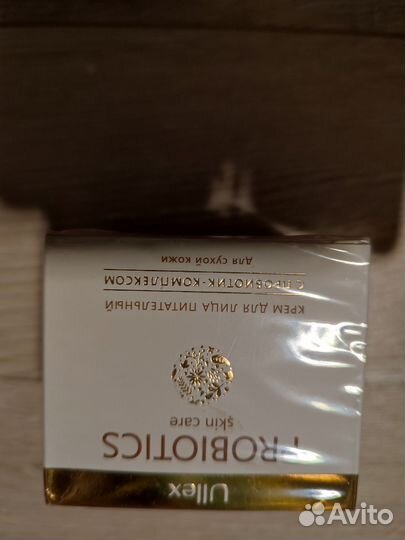 Ullex
PROBIOTICS
skin care
КРЕМ ДЛЯ ЛИЦА ПИТАТЕЛЬНЫЙ
С ПРОБИОТИК-КОМПЛЕКСОМ
для сухой кожи
Avito